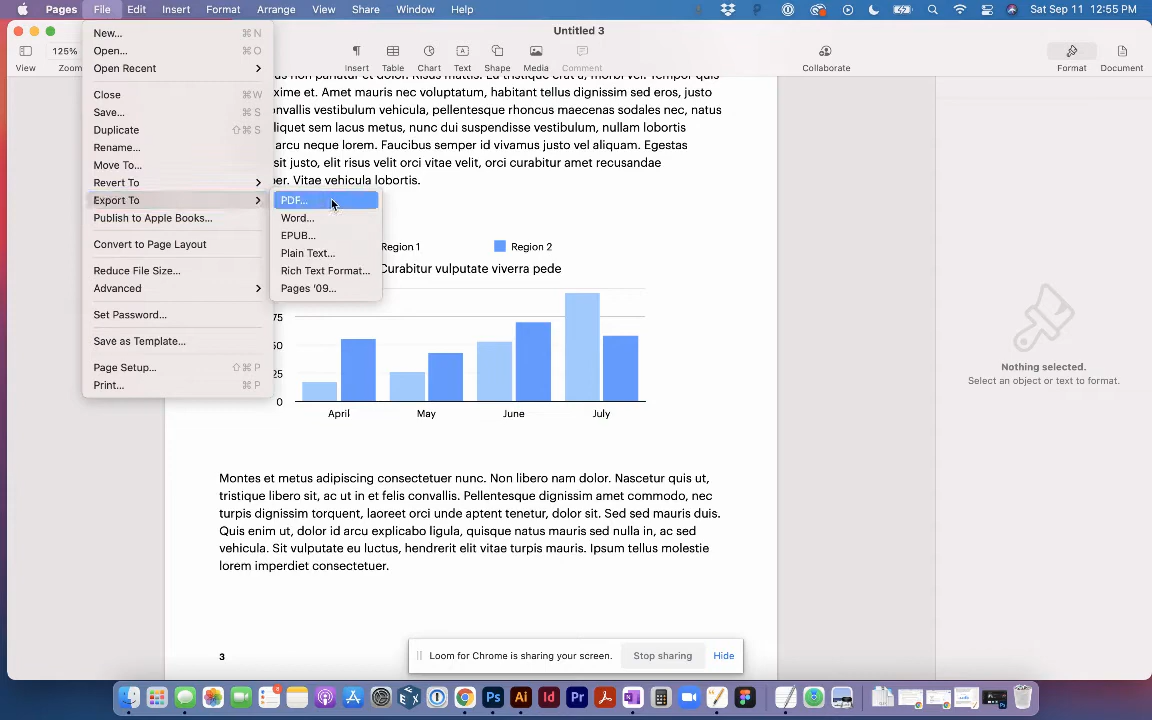 Pages File Edit Insert Format Arrange View Share Window Help Sat Sep 11 12:55 PM
Untitled 3
125%
View Zoom Insert Table Chart Text Shape Media Comment Collaborate Format Document
New... ⌘ N
Open... ⌘ O
Open Recent
Close ⌘ W
Save... ⌘ S
Duplicate ⇧ ⌘ S
Rename...
Move To...
Revert To
Export To
Publish to Apple Books...
Convert to Page Layout
Reduce File Size...
Advanced
Set Password...
Save as Template...
Page Setup... ⇧ ⌘ P
Print... ⌘ P
PDF...
Word...
EPUB...
Plain Text...
Rich Text Format...
Pages '09...
xime et. Amet mauris nec voluptatum, habitant tellus dignissim sed eros, justo
onvallis vestibulum vehicula, pellentesque rhoncus maecenas sodales nec, natus
liquet sem lacus metus, nunc dui suspendisse vestibulum, nullam lobortis
arcu neque lorem. Faucibus semper id vivamus justo vel aliquam. Egestas
sit justo, elit risus velit orci vitae velit, orci curabitur amet recusandae
er. Vitae vehicula lobortis.
Region 1 Region 2
Curabitur vulputate viverra pede
75
50
25
0
April May June July
Montes et metus adipiscing consectetuer nunc. Non libero nam dolor. Nascetur quis ut,
tristique libero sit, ac ut in et felis convallis. Pellentesque dignissim amet commodo, nec
turpis dignissim torquent, laoreet orci unde aptent tenetur, dolor sit. Sed sed mauris duis.
Quis enim ut, dolor id arcu explicabo ligula, quisque natus mauris sed nulla in, ac sed
vehicula. Sit vulputate eu luctus, hendrerit elit vitae turpis mauris. Ipsum tellus molestie
lorem imperdiet consectetuer.
3
Nothing selected.
Select an object or text to format.
Loom for Chrome is sharing your screen. Stop sharing Hide
8
Ps Ai Id Pr